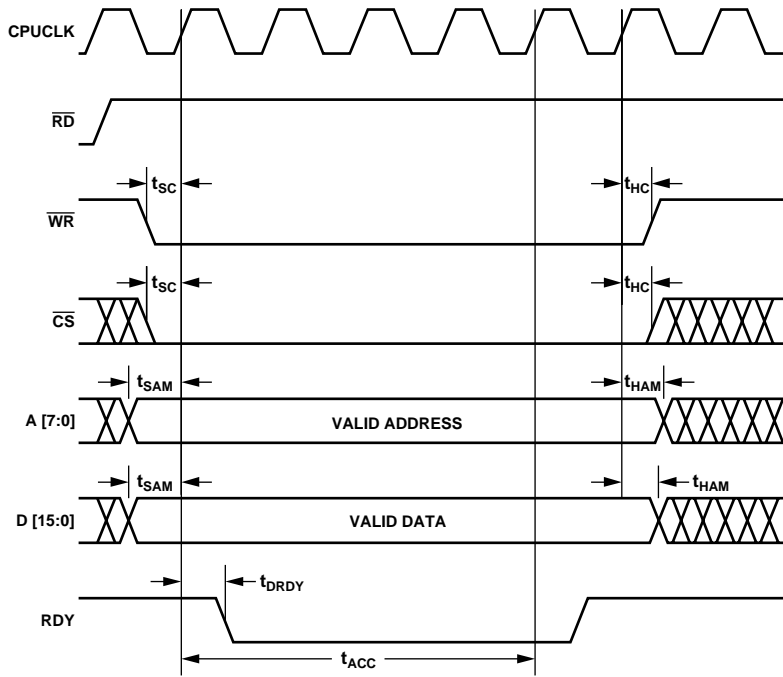 CPUCLK
RD
tSC tHC
WR
tSC tHC
CS
tSAM tHAM
A [7:0] VALID ADDRESS
tSAM tHAM
D [15:0] VALID DATA
tDRDY
RDY
tACC